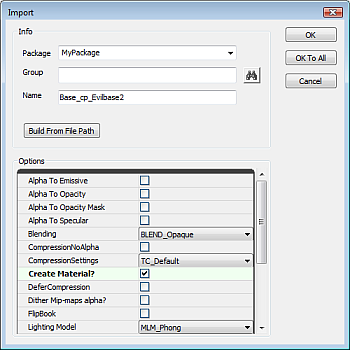 Import
Info
Package MyPackage
OK
Group
OK To All
Name Base_cp_Evilbase2
Cancel
Build From File Path
Options
Alpha To Emissive
Alpha To Opacity
Alpha To Opacity Mask
Alpha To Specular
Blending BLEND_Opaque
CompressionNoAlpha
CompressionSettings TC_Default
Create Material?
DeferCompression
Dither Mip-maps alpha?
FlipBook
Lighting Model MLM_Phong